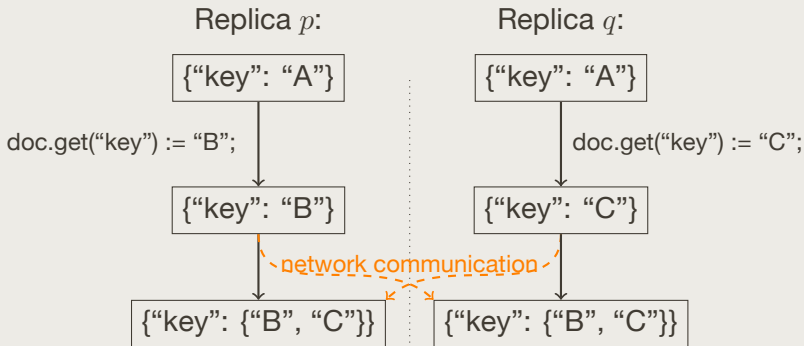 Replica p: Replica q:
{“key”: “A”} {“key”: “A”}
doc.get(“key”) := “B”; doc.get(“key”) := “C”;
{“key”: “B”} {“key”: “C”}
network communication
{“key”: {“B”, “C”}} {“key”: {“B”, “C”}}